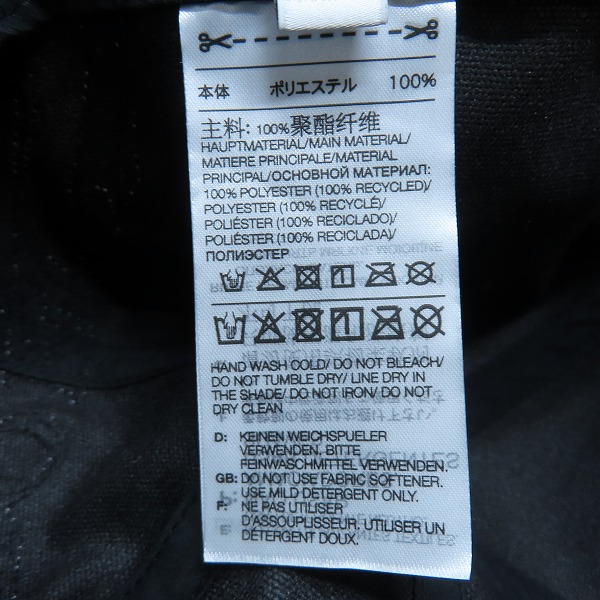 本体 ポリエステル 100%
主料: 100%聚酯纤维
HAUPTMATERIAL/MAIN MATERIAL/
MATIERE PRINCIPALE/MATERIAL
PRINCIPAL/ОСНОВНОЙ МАТЕРИАЛ:
100% POLYESTER (100% RECYCLED)/
POLYESTER (100% RECYCLÉ)/
POLIÉSTER (100% RECICLADO)/
POLIÉSTER (100% RECICLADA)/
ПОЛИЭСТЕР
HAND WASH COLD/ DO NOT BLEACH/
DO NOT TUMBLE DRY/ LINE DRY IN
THE SHADE/ DO NOT IRON/ DO NOT
DRY CLEAN
D: KEINEN WEICHSPUELER
VERWENDEN. BITTE
FEINWASCHMITTEL VERWENDEN.
GB: DO NOT USE FABRIC SOFTENER.
USE MILD DETERGENT ONLY.
F: NE PAS UTILISER
D'ASSOUPLISSEUR. UTILISER UN
DÉTERGENT DOUX.